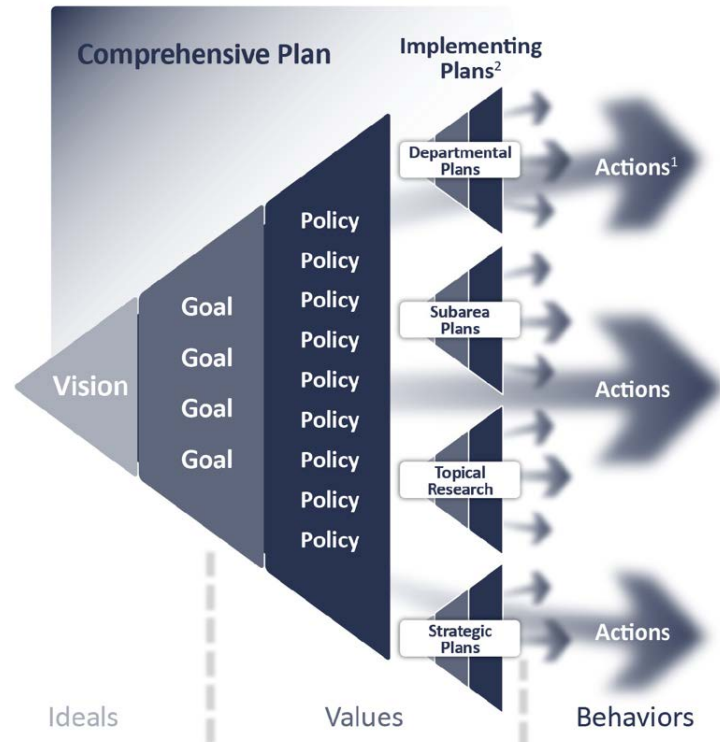 Comprehensive Plan
Implementing
Plans²
Vision
Goal
Goal
Goal
Goal
Policy
Policy
Policy
Policy
Policy
Policy
Policy
Policy
Policy
Departmental
Plans
Subarea
Plans
Topical
Research
Strategic
Plans
Actions¹
Actions
Actions
Ideals
Values
Behaviors